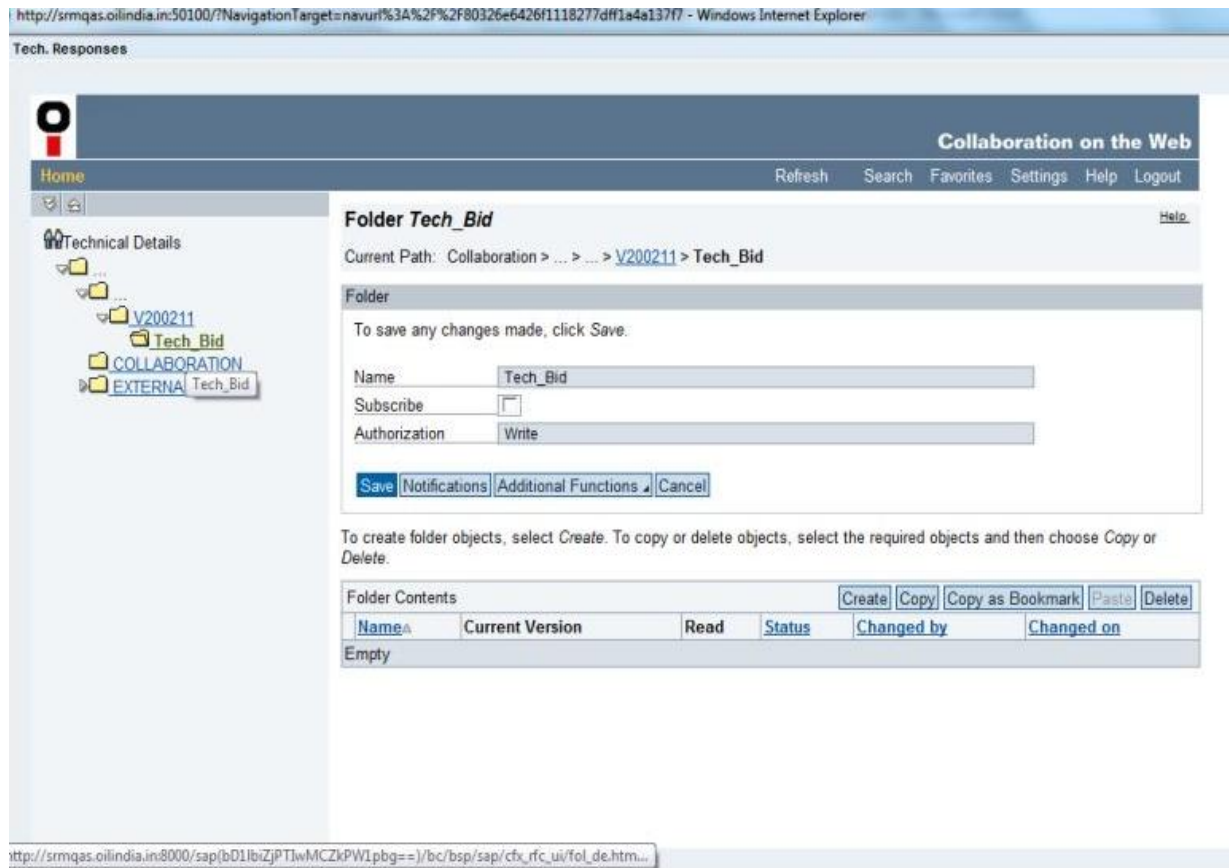 http://srmqas.oilindia.in:50100/?NavigationTarget=navurl%3A%2F%2F80326e6426f1118277dff1a4a137f7 - Windows Internet Explorer
Tech. Responses
Collaboration on the Web
Home Refresh Search Favorites Settings Help Logout
Technical Details
...
...
V200211
Tech_Bid
COLLABORATION
EXTERNA
Tech_Bid
Folder Tech_Bid Help
Current Path: Collaboration > ... > ... > V200211 > Tech_Bid
Folder
To save any changes made, click Save.
Name Tech_Bid
Subscribe
Authorization Write
Save Notifications Additional Functions Cancel
To create folder objects, select Create. To copy or delete objects, select the required objects and then choose Copy or
Delete.
Folder Contents Create Copy Copy as Bookmark Paste Delete
Name Current Version Read Status Changed by Changed on
Empty
http://srmqas.oilindia.in:8000/sap(bD1lbiZjPTIwMCZkPW1pbg==)/bc/bsp/sap/cfx_rfc_ui/fol_de.htm...